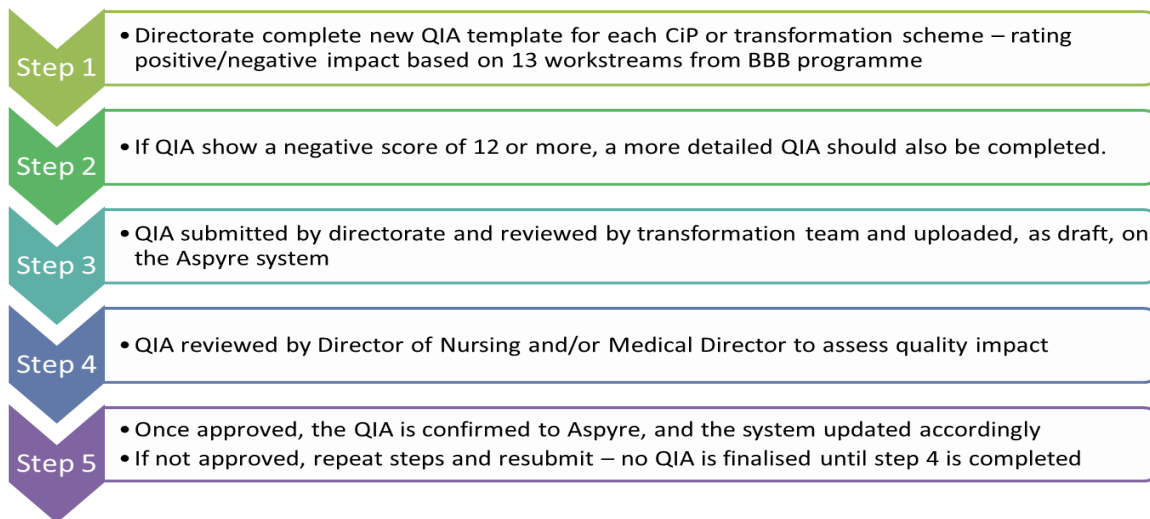 Step 1
• Directorate complete new QIA template for each CiP or transformation scheme – rating
positive/negative impact based on 13 workstreams from BBB programme
Step 2
• If QIA show a negative score of 12 or more, a more detailed QIA should also be completed.
Step 3
• QIA submitted by directorate and reviewed by transformation team and uploaded, as draft, on
the Aspyre system
Step 4
• QIA reviewed by Director of Nursing and/or Medical Director to assess quality impact
Step 5
• Once approved, the QIA is confirmed to Aspyre, and the system updated accordingly
• If not approved, repeat steps and resubmit – no QIA is finalised until step 4 is completed